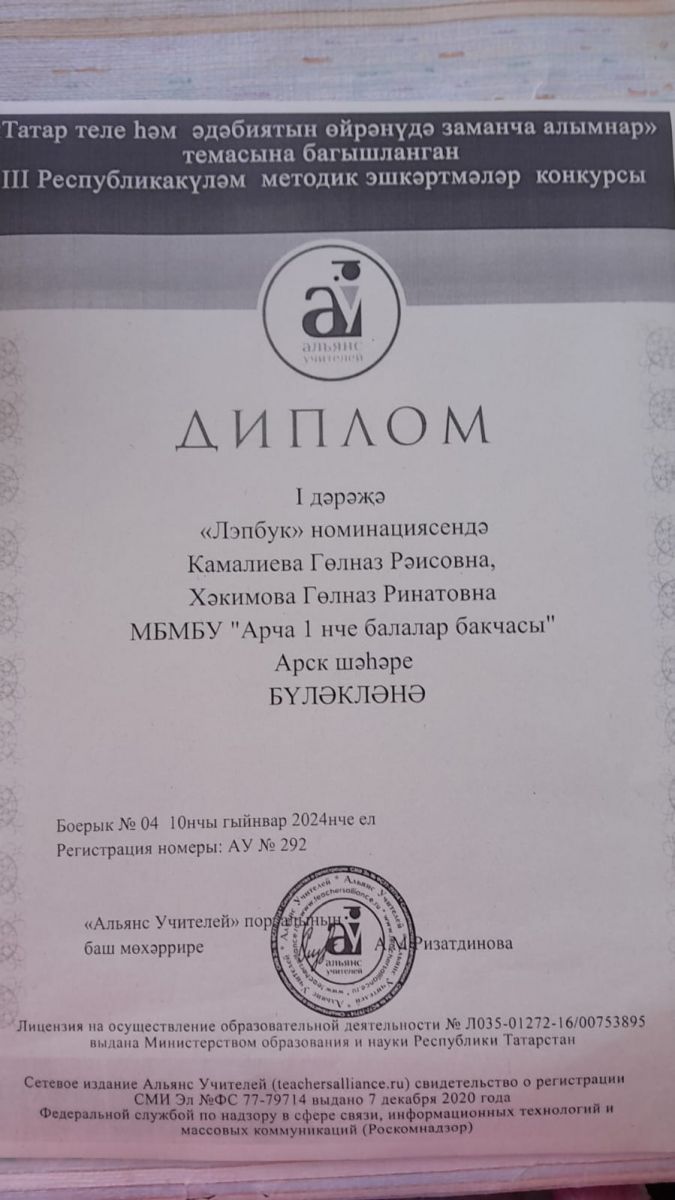 Татар теле һәм әдәбиятын өйрәнүдә заманча алымнар»
темасына багышланган
III Республикакүләм методик эшкәртмәләр конкурсы
альянс
учителей
ДИПЛОМ
I дәрәҗә
«Лэпбук» номинациясендә
Камалиева Гөлназ Рәисовна,
Хәкимова Гөлназ Ринатовна
МБМБУ "Арча 1 нче балалар бакчасы"
Арск шәһәре
БҮЛӘКЛӘНӘ
Боерык № 04 10нчы гыйнвар 2024нче ел
Регистрация номеры: АУ № 292
«Альянс Учителей» порталының
баш мөхәррире
А.М.Ризатдинова
альянс
учителей
Лицензия на осуществление образовательной деятельности № Л035-01272-16/00753895
выдана Министерством образования и науки Республики Татарстан
Сетевое издание Альянс Учителей (teachersalliance.ru) свидетельство о регистрации
СМИ Эл №ФС 77-79714 выдано 7 декабря 2020 года
Федеральной службой по надзору в сфере связи, информационных технологий и
массовых коммуникаций (Роскомнадзор)